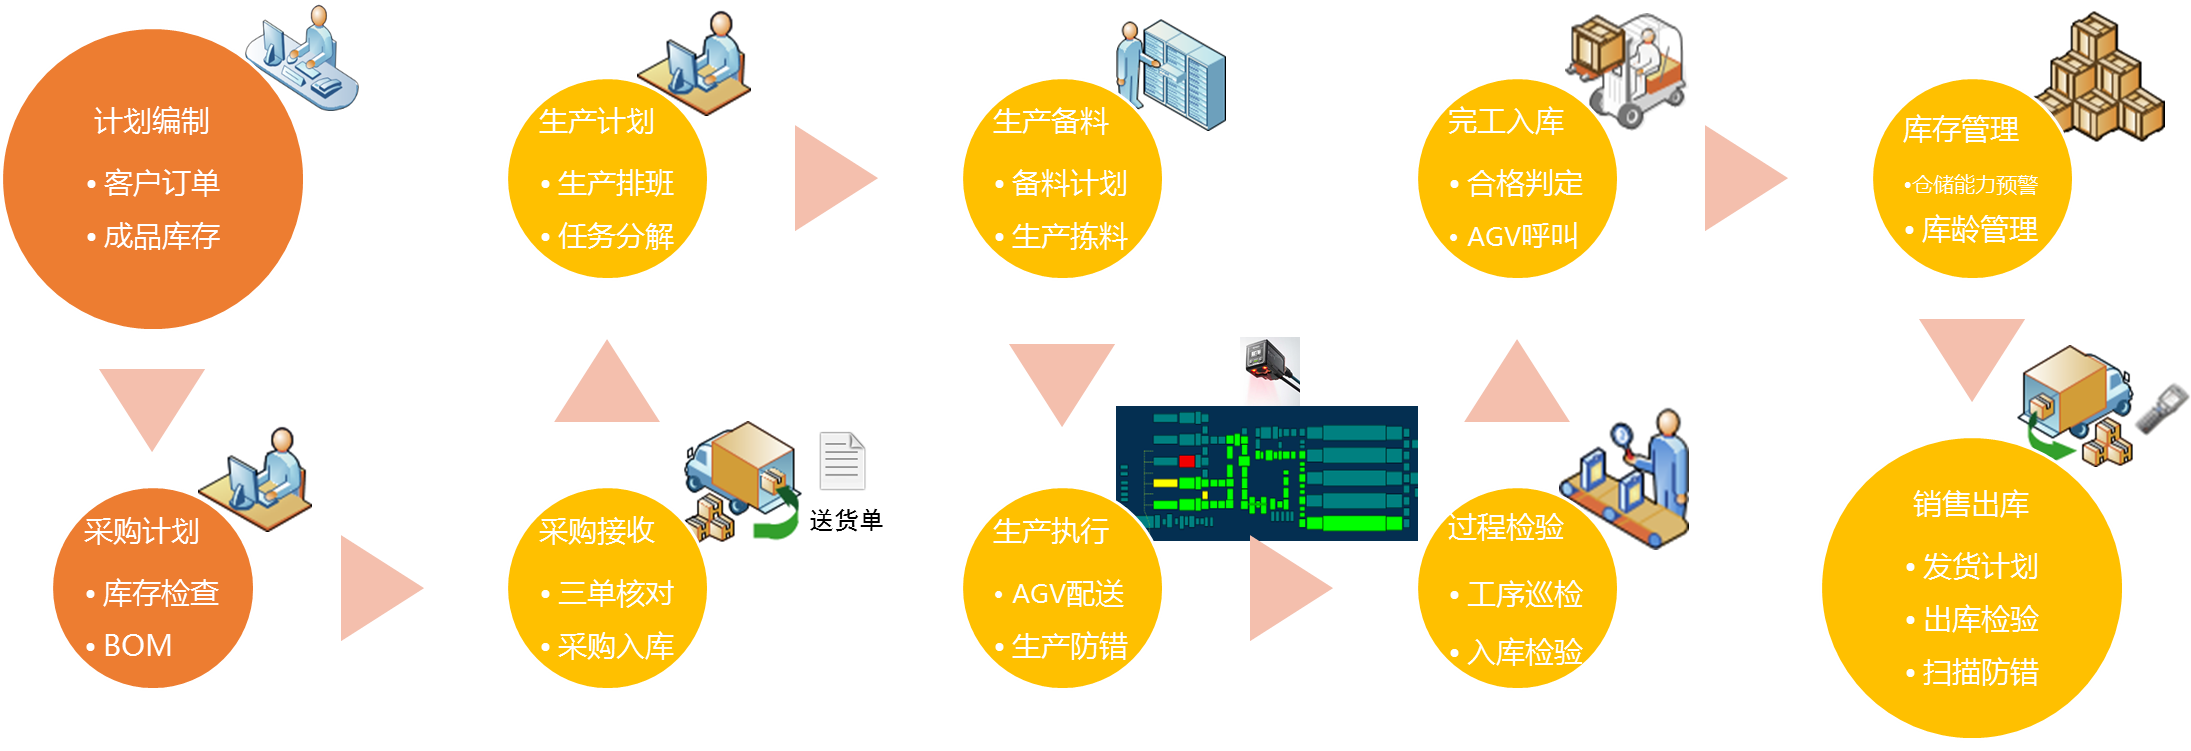 计划编制
• 客户订单
• 成品库存
采购计划
• 库存检查
• BOM
采购接收
• 三单核对
• 采购入库
送货单
生产计划
• 生产排班
• 任务分解
生产备料
• 备料计划
• 生产拣料
生产执行
• AGV配送
• 生产防错
过程检验
• 工序巡检
• 入库检验
完工入库
• 合格判定
• AGV呼叫
库存管理
•仓储能力预警
• 库龄管理
销售出库
• 发货计划
• 出库检验
• 扫描防错